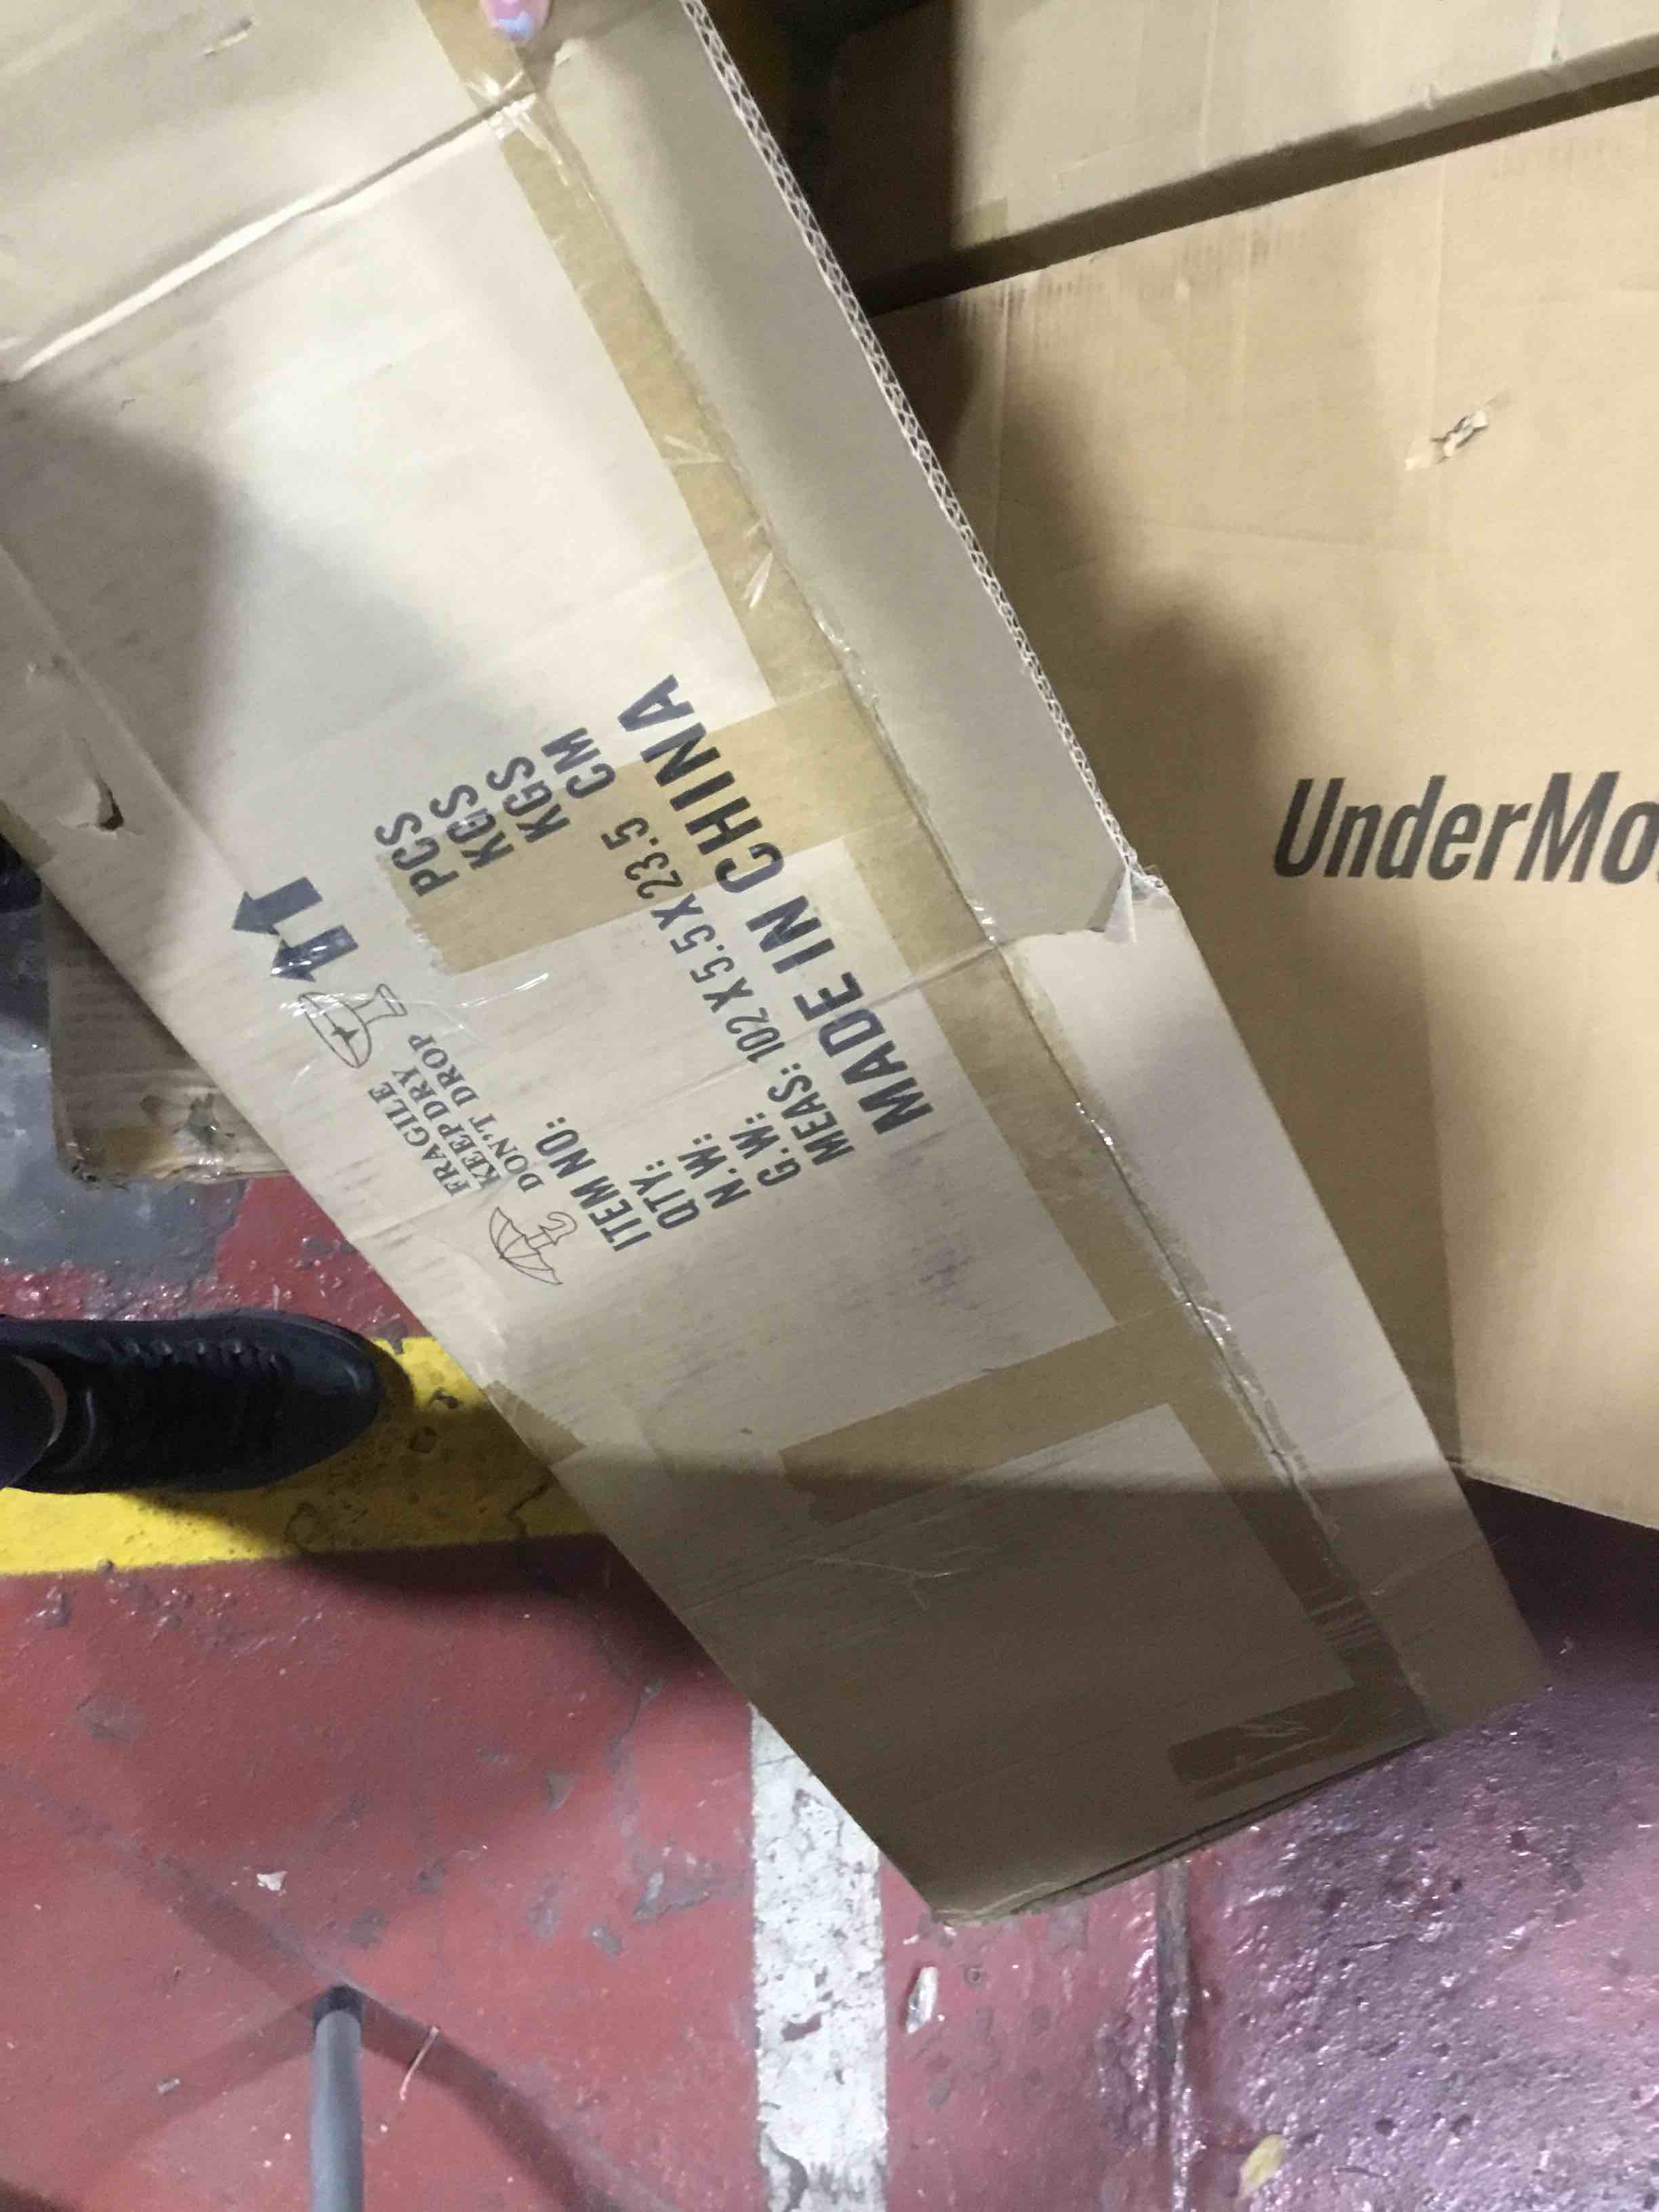 FRAGILE
KEEP DRY
DON'T DROP
ITEM NO:
QTY: PCS
N.W: KGS
G.W: KGS
MEAS: 102 X 5.5 X 23.5 CM
MADE IN CHINA
UnderMo